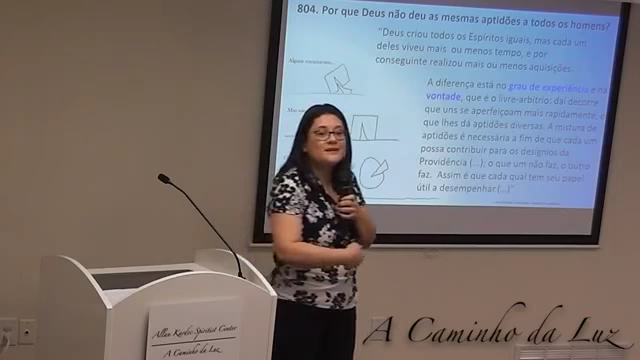 804. Por que Deus não deu as mesmas aptidões a todos os homens?
"Deus criou todos os Espíritos iguais, mas cada um
deles viveu mais ou menos tempo, e por
conseguinte realizou mais ou menos aquisições.
A diferença está no grau de experiência e na
vontade, que é o livre-arbítrio: daí decorre
que uns se aperfeiçoam mais rapidamente, o
que lhes dá aptidões diversas. A mistura de
aptidões é necessária a fim de que cada um
possa contribuir para os desígnios da
Providência (...); o que um não faz, o outro
faz. Assim é que cada qual tem seu papel
útil a desempenhar (...)"
Allan Kardec Spiritist Center
A Caminho da Luz
A Caminho da Luz